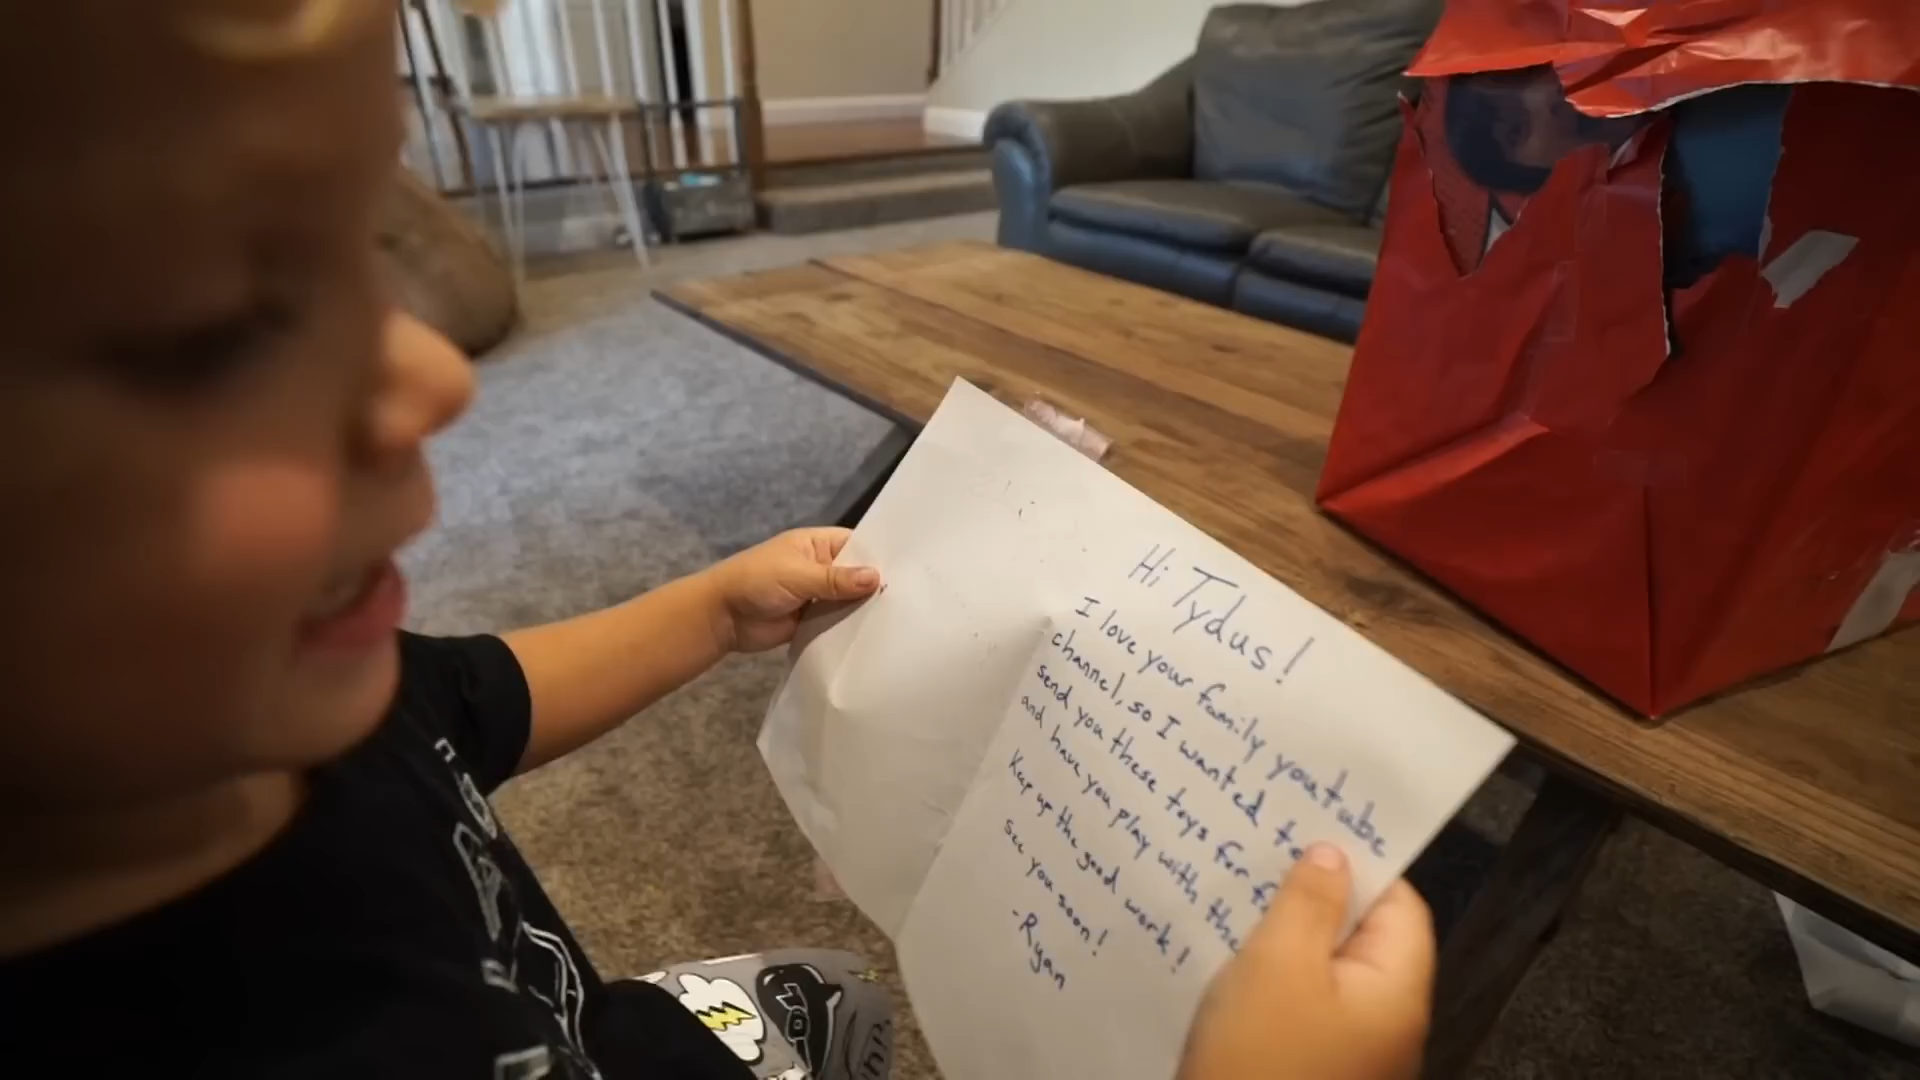 Hi Tydus!
I love your family youtube
channel, so I wanted to
send you these toys for
and have you play with
Keep up the good work!
See you soon!
-Ryan